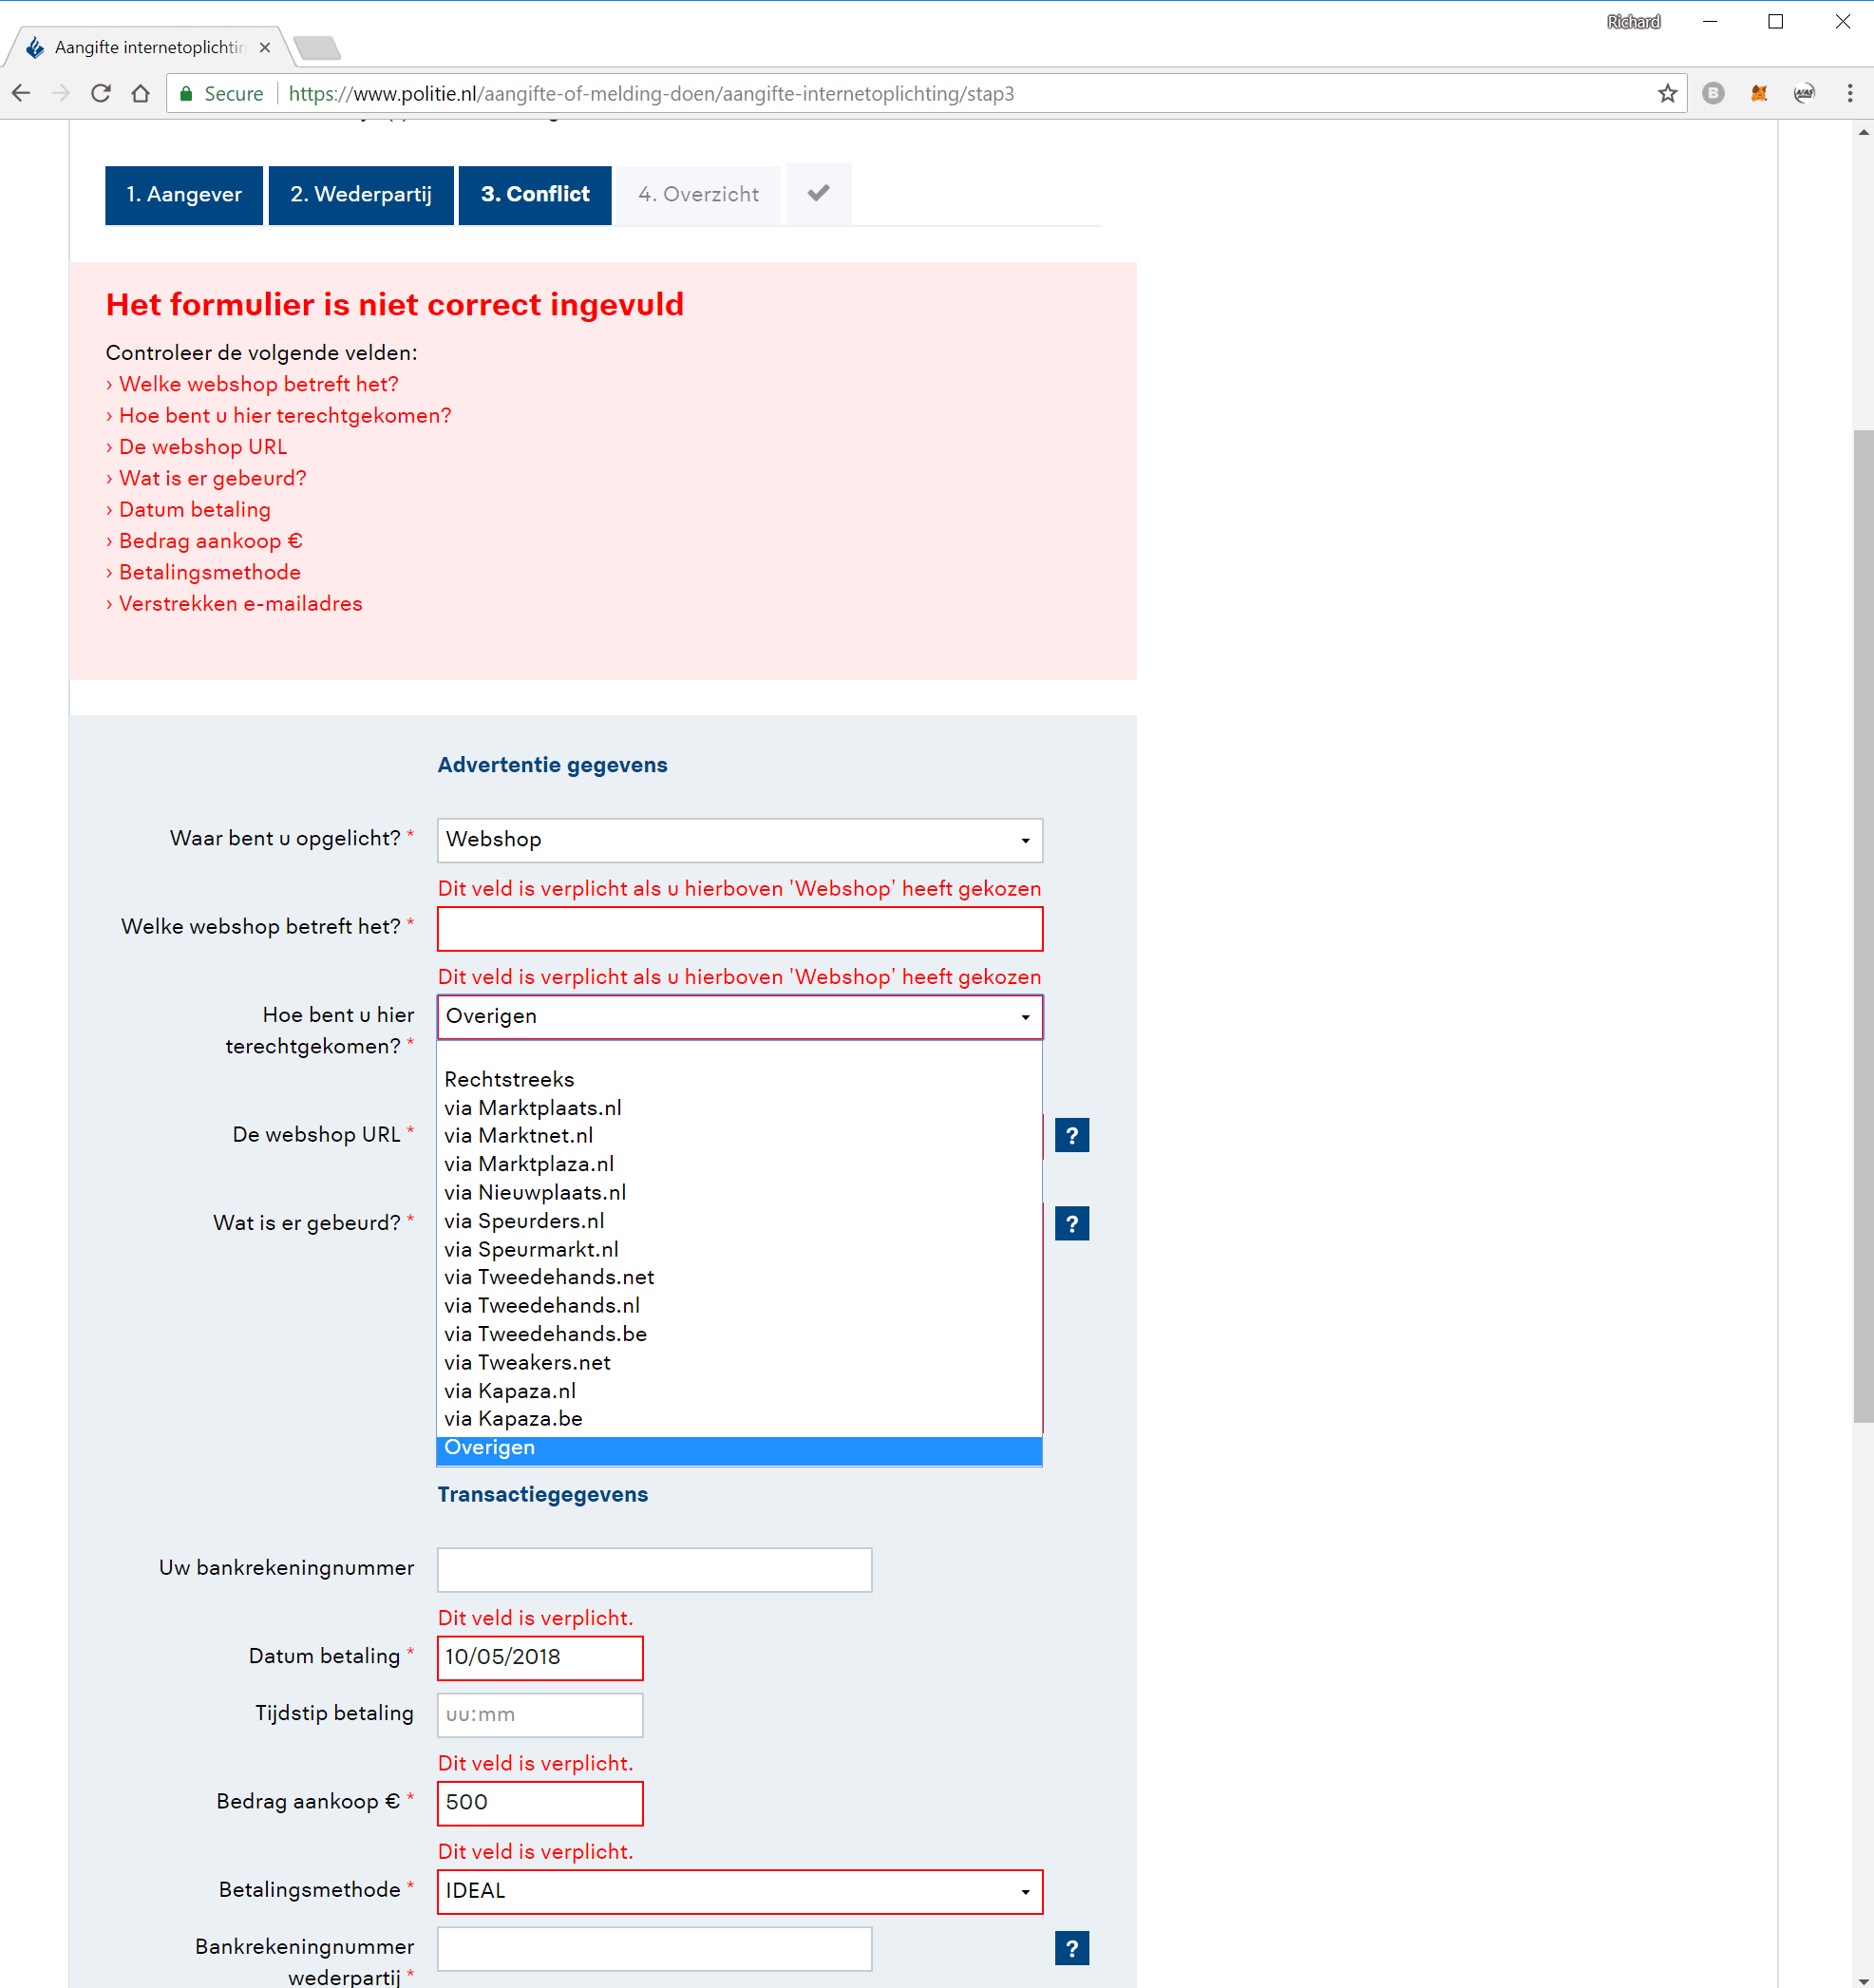 Richard
Aangifte internetoplichtin
Secure
https://www.politie.nl/aangifte-of-melding-doen/aangifte-internetoplichting/stap3
B
1. Aangever
2. Wederpartij
3. Conflict
4. Overzicht
Het formulier is niet correct ingevuld
Controleer de volgende velden:
› Welke webshop betreft het?
› Hoe bent u hier terechtgekomen?
› De webshop URL
› Wat is er gebeurd?
› Datum betaling
› Bedrag aankoop €
› Betalingsmethode
› Verstrekken e-mailadres
Advertentie gegevens
Waar bent u opgelicht? * Webshop
Dit veld is verplicht als u hierboven 'Webshop' heeft gekozen
Welke webshop betreft het? *
Dit veld is verplicht als u hierboven 'Webshop' heeft gekozen
Hoe bent u hier
terechtgekomen? *
Overigen
Rechtstreeks
via Marktplaats.nl
via Marktnet.nl
via Marktplaza.nl
via Nieuwplaats.nl
via Speurders.nl
via Speurmarkt.nl
via Tweedehands.net
via Tweedehands.nl
via Tweedehands.be
via Tweakers.net
via Kapaza.nl
via Kapaza.be
Overigen
De webshop URL * ?
Wat is er gebeurd? * ?
Transactiegegevens
Uw bankrekeningnummer
Dit veld is verplicht.
Datum betaling * 10/05/2018
Tijdstip betaling uu:mm
Dit veld is verplicht.
Bedrag aankoop € * 500
Dit veld is verplicht.
Betalingsmethode * IDEAL
Bankrekeningnummer
wederpartij *
?